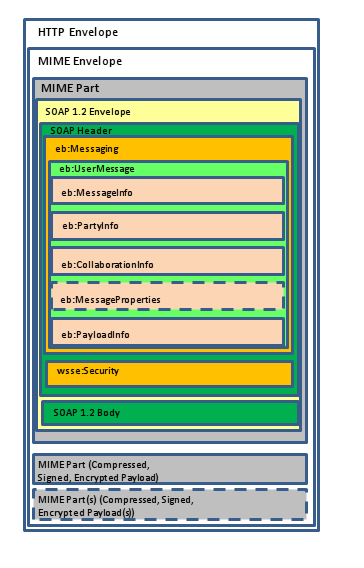 HTTP Envelope
MIME Envelope
MIME Part
SOAP 1.2 Envelope
SOAP Header
eb:Messaging
eb:UserMessage
eb:MessageInfo
eb:PartyInfo
eb:CollaborationInfo
eb:MessageProperties
eb:PayloadInfo
wsse:Security
SOAP 1.2 Body
MIME Part (Compressed,
Signed, Encrypted Payload)
MIME Part(s) (Compressed, Signed,
Encrypted Payload(s))